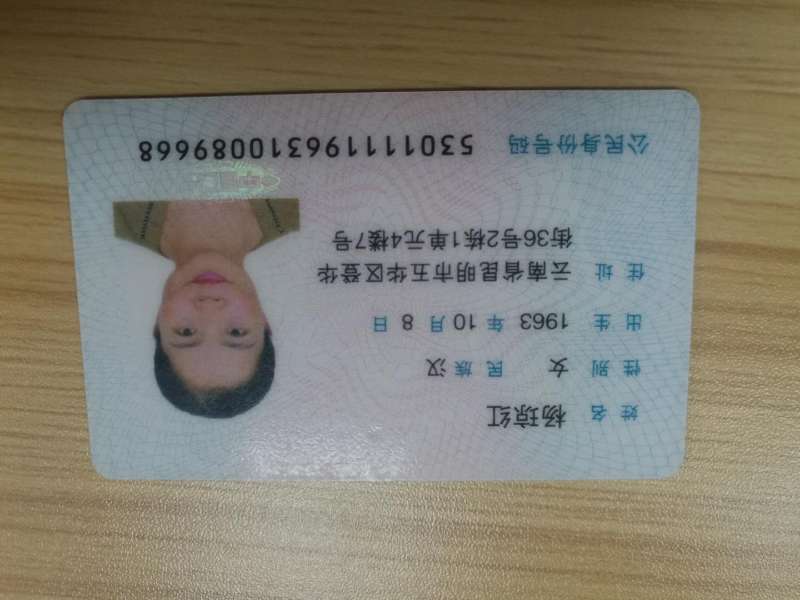 姓名 杨琼红
性别 女 民族 汉
出生 1963 年 10 月 8 日
住址 云南省昆明市五华区登华
街36号2栋1单元4楼7号
公民身份号码 530111196310089668